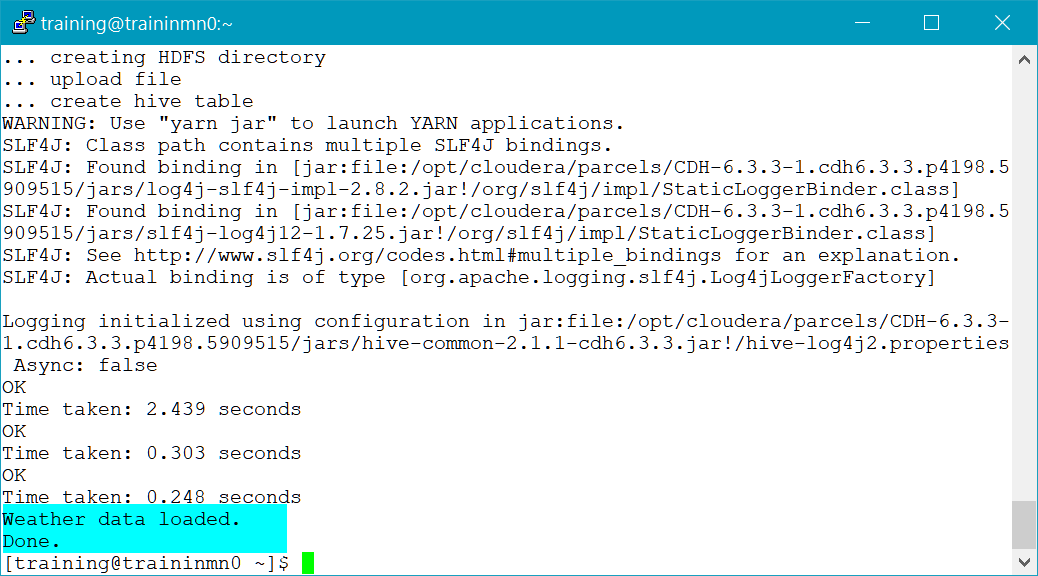 training@traininmn0:~
... creating HDFS directory
... upload file
... create hive table
WARNING: Use "yarn jar" to launch YARN applications.
SLF4J: Class path contains multiple SLF4J bindings.
SLF4J: Found binding in [jar:file:/opt/cloudera/parcels/CDH-6.3.3-1.cdh6.3.3.p4198.5
909515/jars/log4j-slf4j-impl-2.8.2.jar!/org/slf4j/impl/StaticLoggerBinder.class]
SLF4J: Found binding in [jar:file:/opt/cloudera/parcels/CDH-6.3.3-1.cdh6.3.3.p4198.5
909515/jars/slf4j-log4j12-1.7.25.jar!/org/slf4j/impl/StaticLoggerBinder.class]
SLF4J: See http://www.slf4j.org/codes.html#multiple_bindings for an explanation.
SLF4J: Actual binding is of type [org.apache.logging.slf4j.Log4jLoggerFactory]
Logging initialized using configuration in jar:file:/opt/cloudera/parcels/CDH-6.3.3-
1.cdh6.3.3.p4198.5909515/jars/hive-common-2.1.1-cdh6.3.3.jar!/hive-log4j2.properties
Async: false
OK
Time taken: 2.439 seconds
OK
Time taken: 0.303 seconds
OK
Time taken: 0.248 seconds
Weather data loaded.
Done.
[training@traininmn0 ~]$